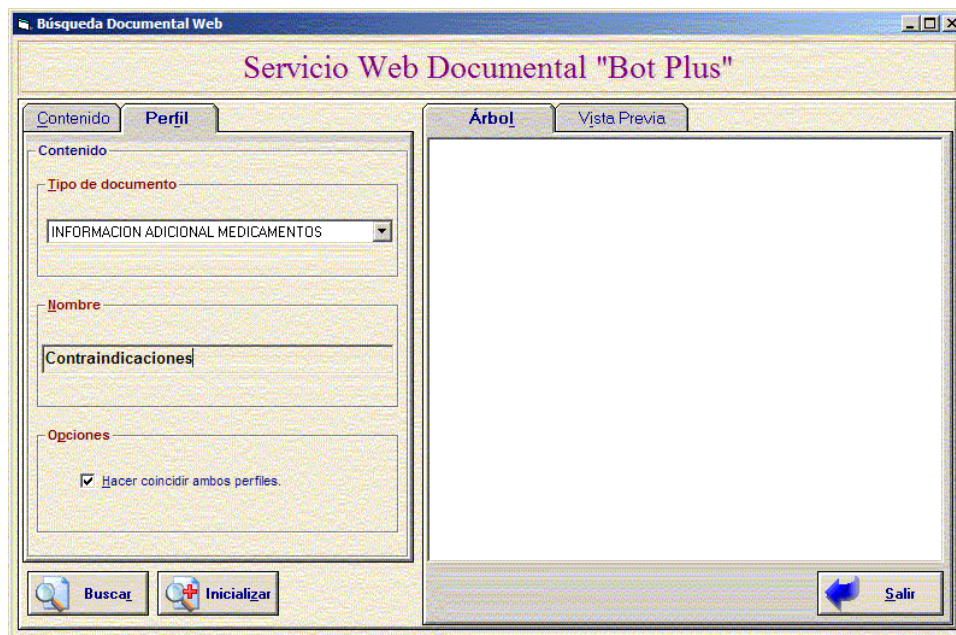 Búsqueda Documental Web
Servicio Web Documental "Bot Plus"
Contenido Perfil
Contenido
Tipo de documento
INFORMACION ADICIONAL MEDICAMENTOS
Nombre
Contraindicaciones
Opciones
Hacer coincidir ambos perfiles.
Buscar Inicializar
Árbol Vista Previa
Salir